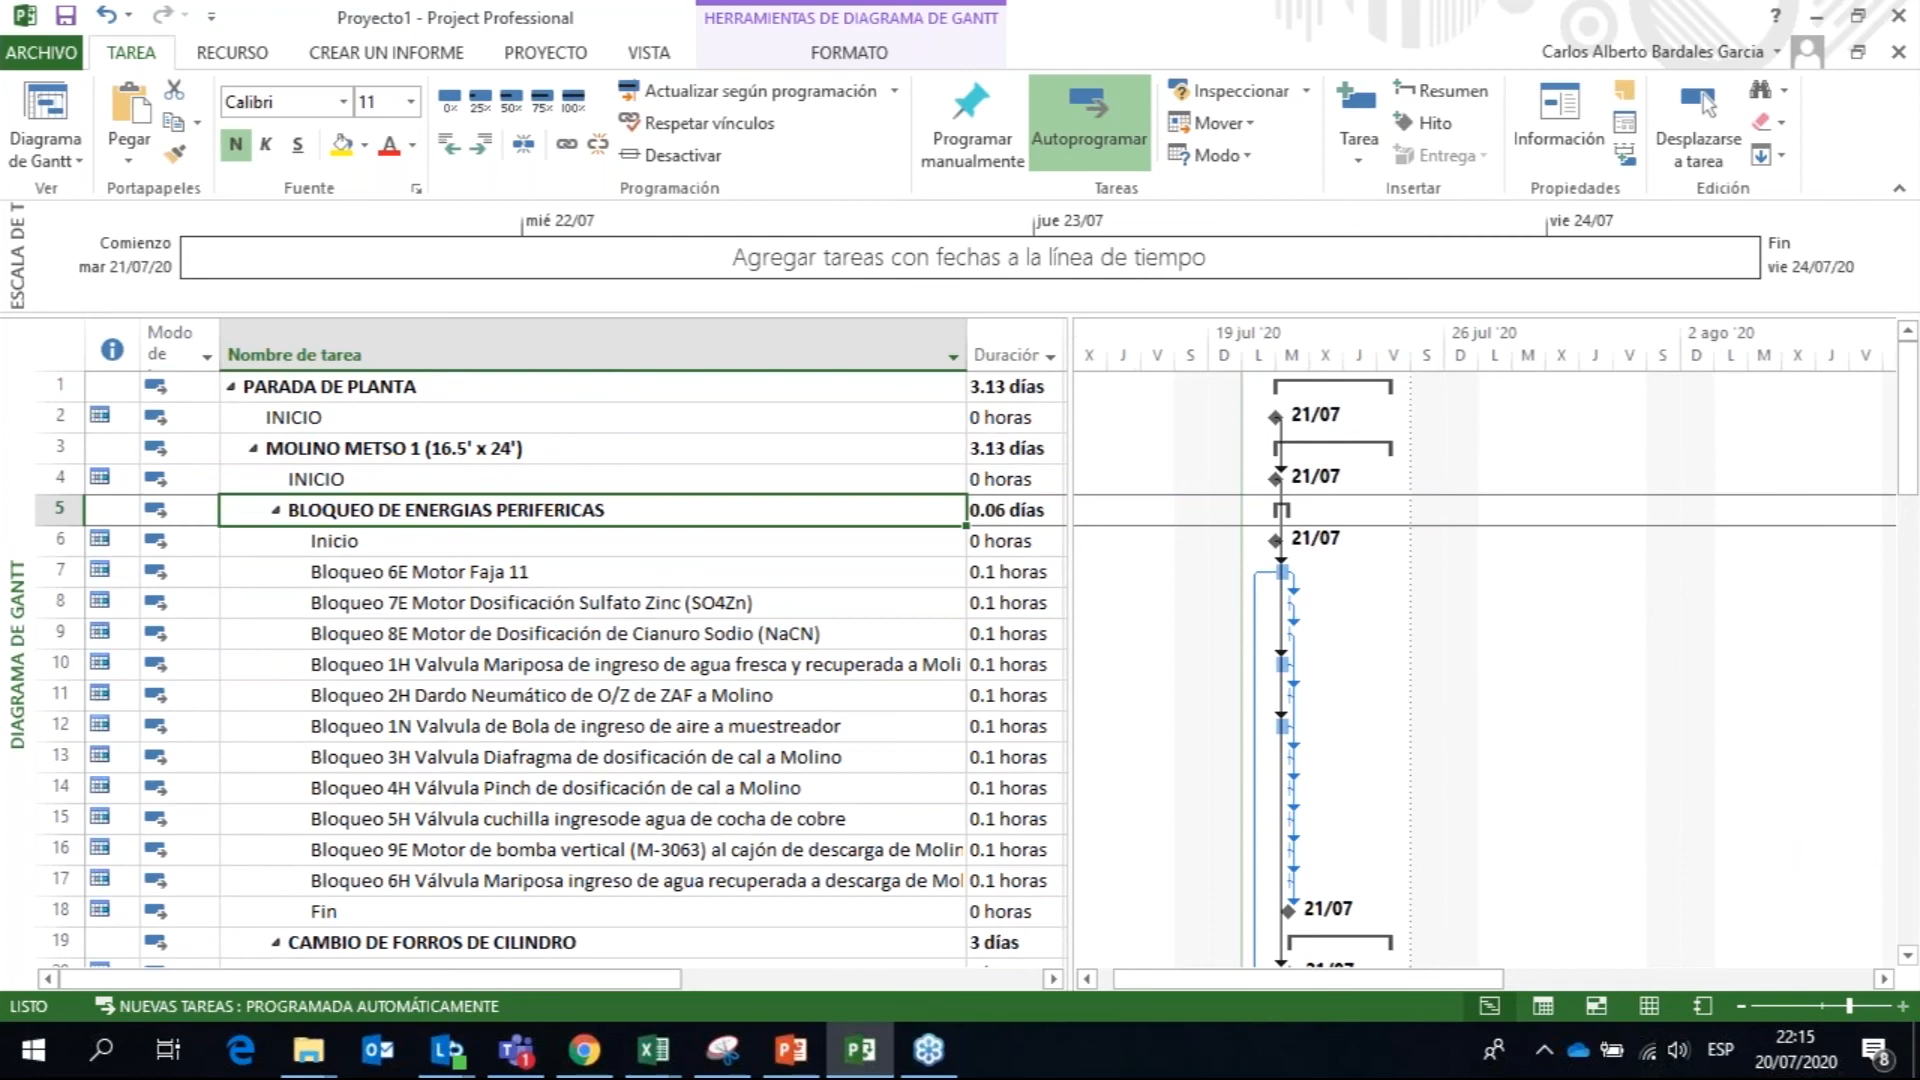 Proyecto1 - Project Professional
HERRAMIENTAS DE DIAGRAMA DE GANTT
ARCHIVO TAREA RECURSO CREAR UN INFORME PROYECTO VISTA FORMATO
Carlos Alberto Bardales Garcia
Diagrama de Gantt
Ver
Pegar
Portapapeles
Calibri 11
N K S
Fuente
0% 25% 50% 75% 100%
Actualizar según programación
Respetar vínculos
Desactivar
Programación
Programar manualmente
Autoprogramar
Inspeccionar
Mover
Modo
Tareas
Tarea
Resumen
Hito
Entrega
Insertar
Información
Propiedades
Desplazarse a tarea
Edición
ESCALA DE T
mié 22/07 jue 23/07 vie 24/07
Comienzo
mar 21/07/20
Agregar tareas con fechas a la línea de tiempo
Fin
vie 24/07/20
Modo de Nombre de tarea Duración
19 jul '20 26 jul '20 2 ago '20
X J V S D L M X J V S D L M X J V S D L M X J V
DIAGRAMA DE GANTT
1 PARADA DE PLANTA 3.13 días
2 INICIO 0 horas 21/07
3 MOLINO METSO 1 (16.5' x 24') 3.13 días
4 INICIO 0 horas 21/07
5 BLOQUEO DE ENERGIAS PERIFERICAS 0.06 días
6 Inicio 0 horas 21/07
7 Bloqueo 6E Motor Faja 11 0.1 horas
8 Bloqueo 7E Motor Dosificación Sulfato Zinc (SO4Zn) 0.1 horas
9 Bloqueo 8E Motor de Dosificación de Cianuro Sodio (NaCN) 0.1 horas
10 Bloqueo 1H Valvula Mariposa de ingreso de agua fresca y recuperada a Moli 0.1 horas
11 Bloqueo 2H Dardo Neumático de O/Z de ZAF a Molino 0.1 horas
12 Bloqueo 1N Valvula de Bola de ingreso de aire a muestreador 0.1 horas
13 Bloqueo 3H Valvula Diafragma de dosificación de cal a Molino 0.1 horas
14 Bloqueo 4H Válvula Pinch de dosificación de cal a Molino 0.1 horas
15 Bloqueo 5H Válvula cuchilla ingresode agua de cocha de cobre 0.1 horas
16 Bloqueo 9E Motor de bomba vertical (M-3063) al cajón de descarga de Molin 0.1 horas
17 Bloqueo 6H Válvula Mariposa ingreso de agua recuperada a descarga de Mol 0.1 horas
18 Fin 0 horas 21/07
19 CAMBIO DE FORROS DE CILINDRO 3 días
LISTO NUEVAS TAREAS : PROGRAMADA AUTOMÁTICAMENTE
ESP
22:15
20/07/2020
8